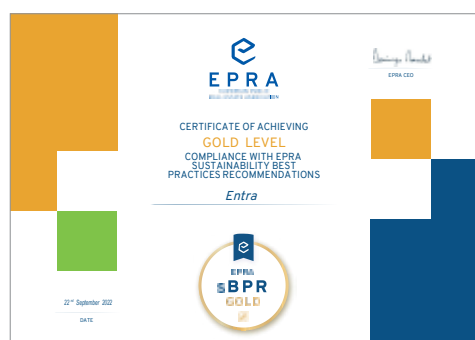 EPRA
EPRA CEO
CERTIFICATE OF ACHIEVING
GOLD LEVEL
COMPLIANCE WITH EPRA
SUSTAINABILITY BEST
PRACTICES RECOMMENDATIONS
Entra
EPRA
sBPR
GOLD
22nd September 2022
DATE